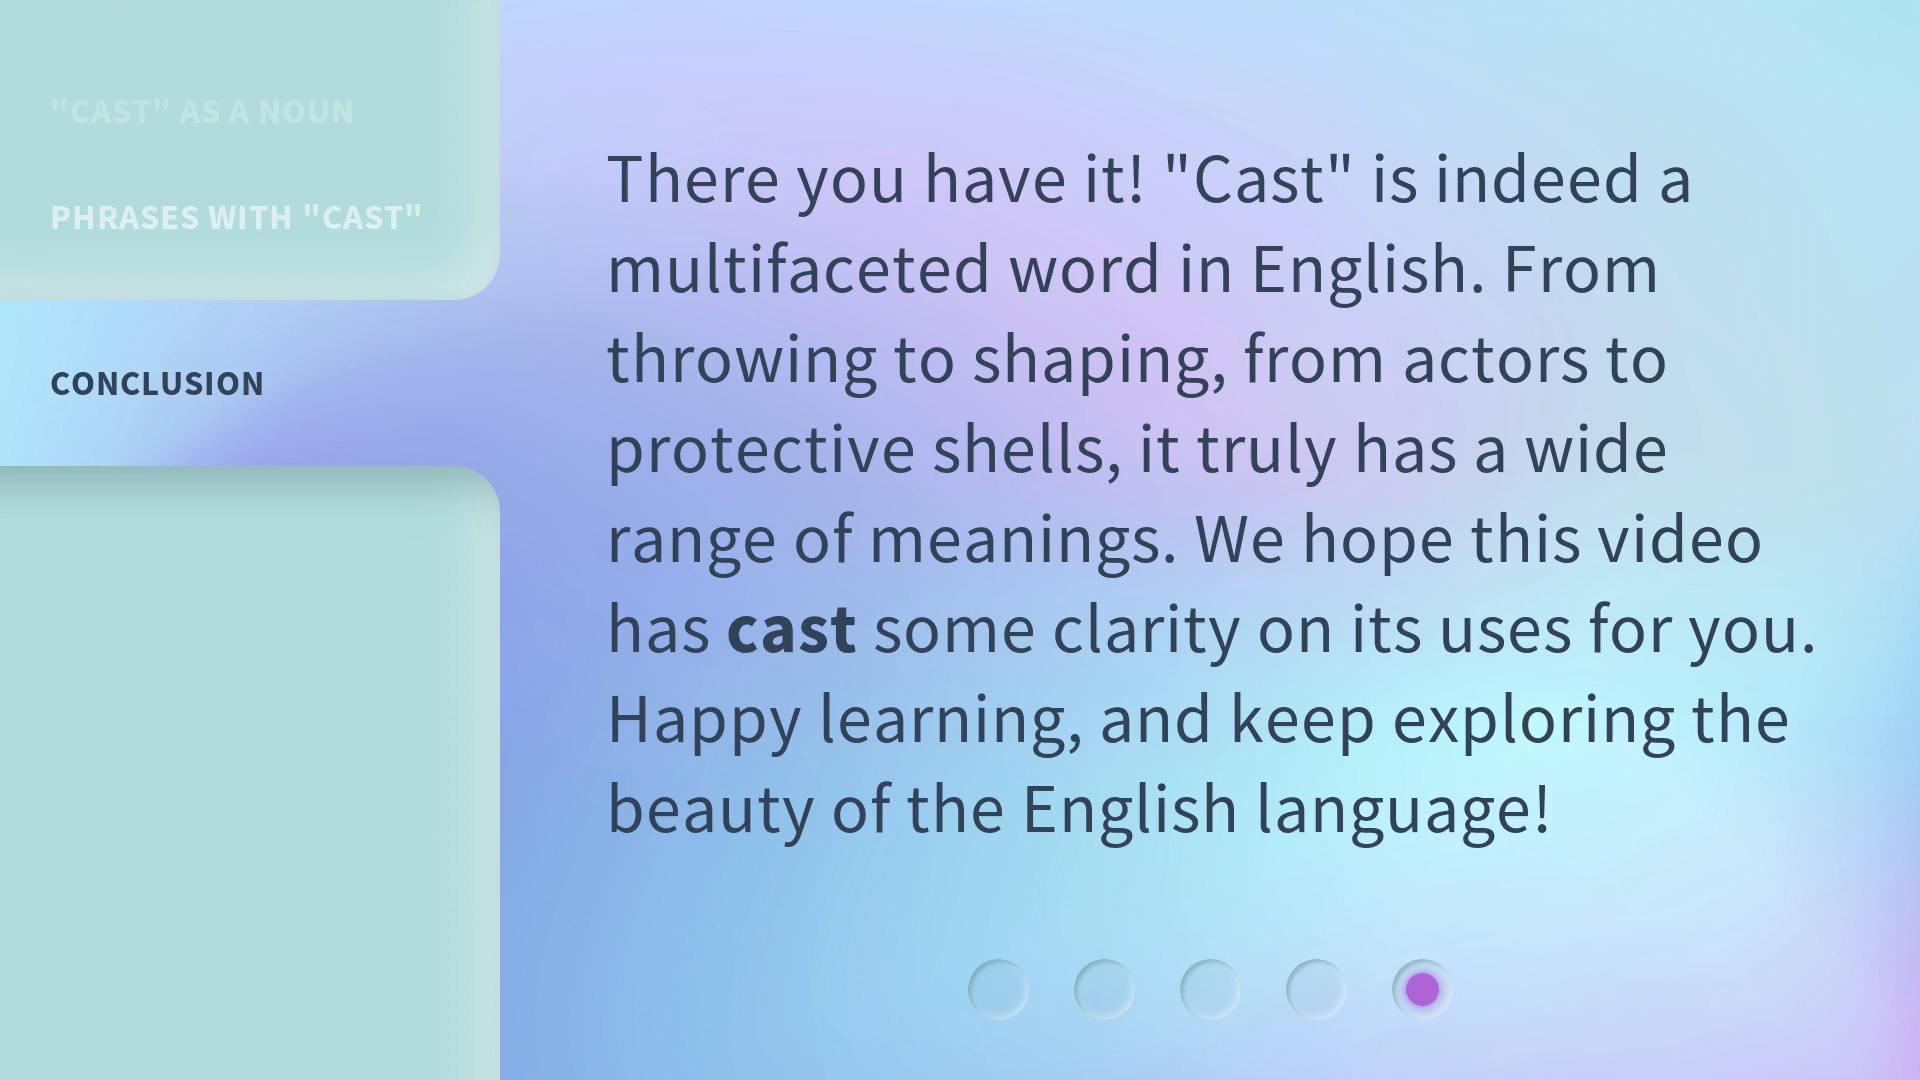 "CAST" AS A NOUN
PHRASES WITH "CAST"
CONCLUSION
There you have it! "Cast" is indeed a
multifaceted word in English. From
throwing to shaping, from actors to
protective shells, it truly has a wide
range of meanings. We hope this video
has cast some clarity on its uses for you.
Happy learning, and keep exploring the
beauty of the English language!